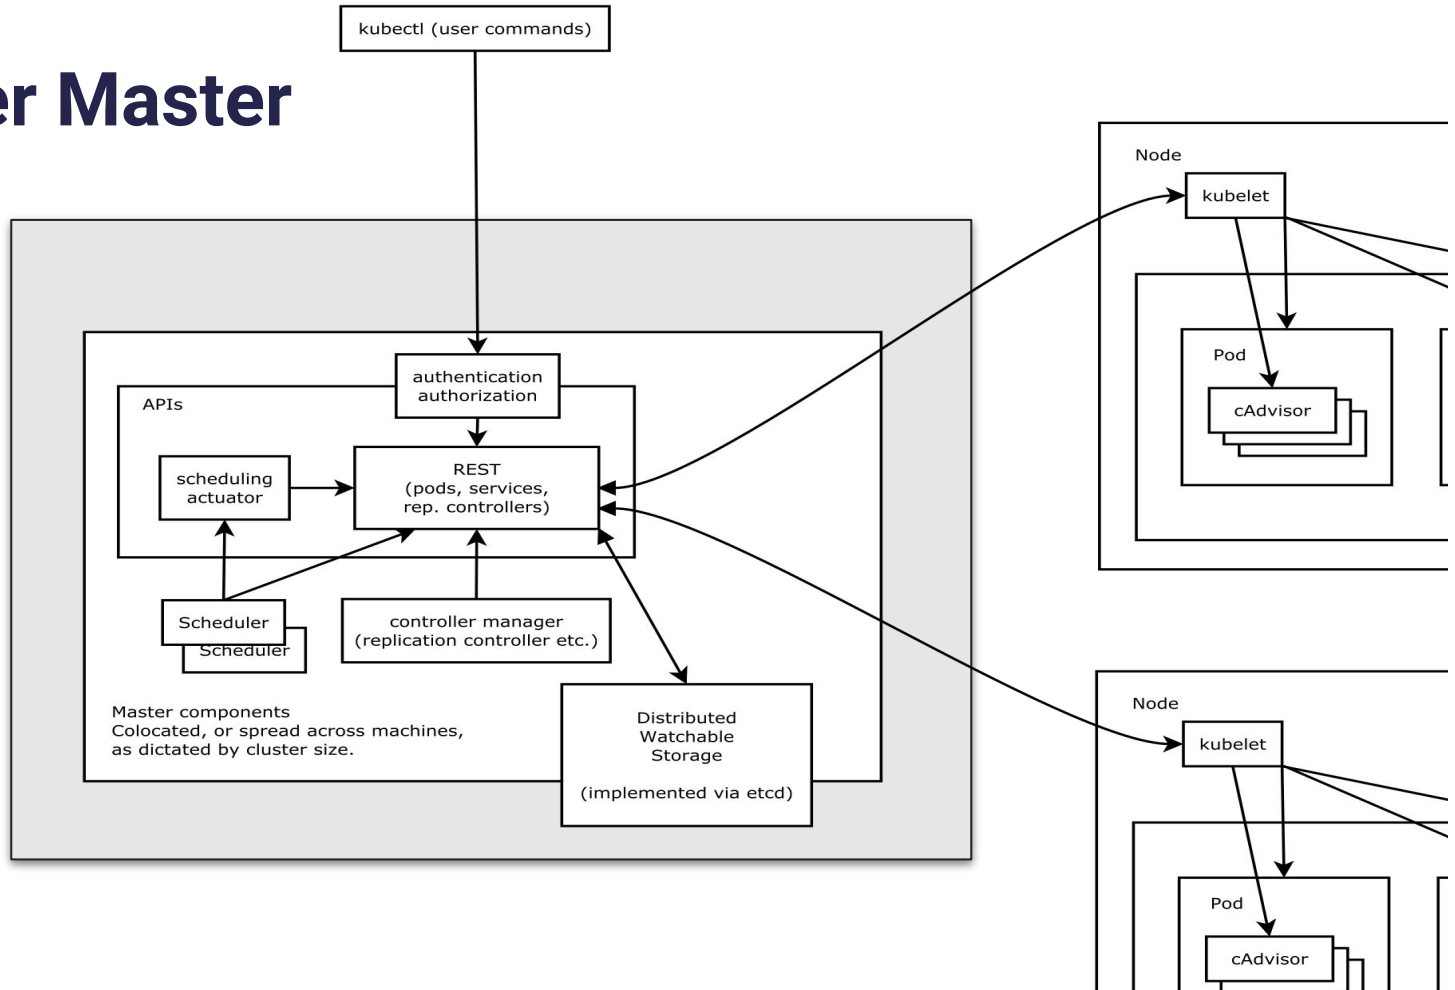 kubectl (user commands)
er Master
Node
kubelet
Pod
cAdvisor
authentication
authorization
APIs
scheduling
actuator
REST
(pods, services,
rep. controllers)
Scheduler
Scheduler
controller manager
(replication controller etc.)
Master components
Colocated, or spread across machines,
as dictated by cluster size.
Distributed
Watchable
Storage
(implemented via etcd)
Node
kubelet
Pod
cAdvisor